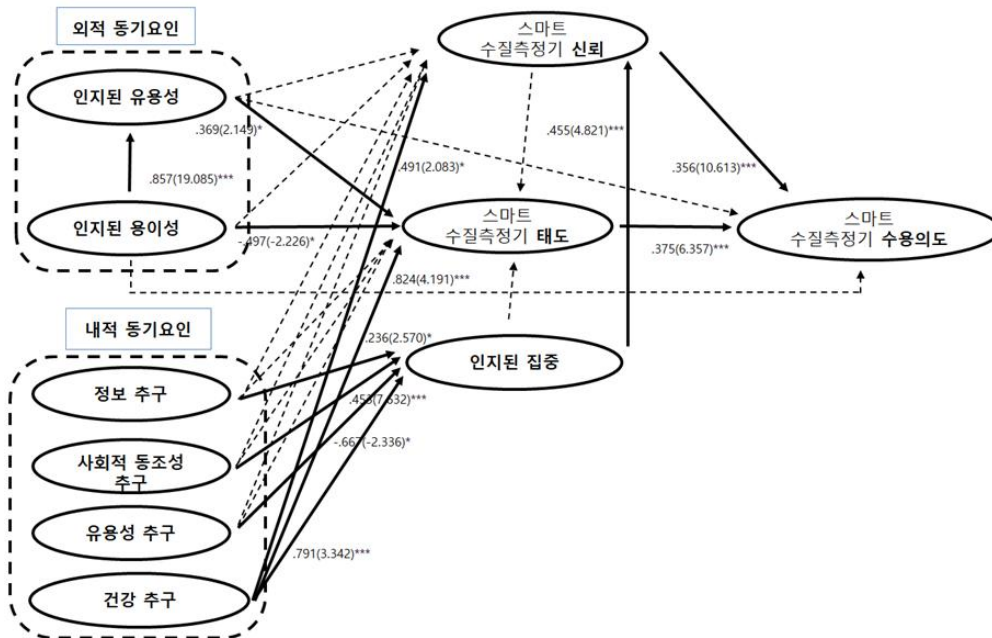 외적 동기요인
스마트
수질측정기 신뢰
인지된 유용성
.369(2.149)*
.491(2.083)*
.455(4.821)***
.356(10.613)***
.857(19.085)***
인지된 용이성
-.497(-2.226)*
스마트
수질측정기 태도
.375(6.357)***
스마트
수질측정기 수용의도
.824(4.191)***
내적 동기요인
.236(2.570)*
인지된 집중
정보 추구
.453(7.632)***
-.667(-2.336)*
사회적 동조성
추구
유용성 추구
.791(3.342)***
건강 추구